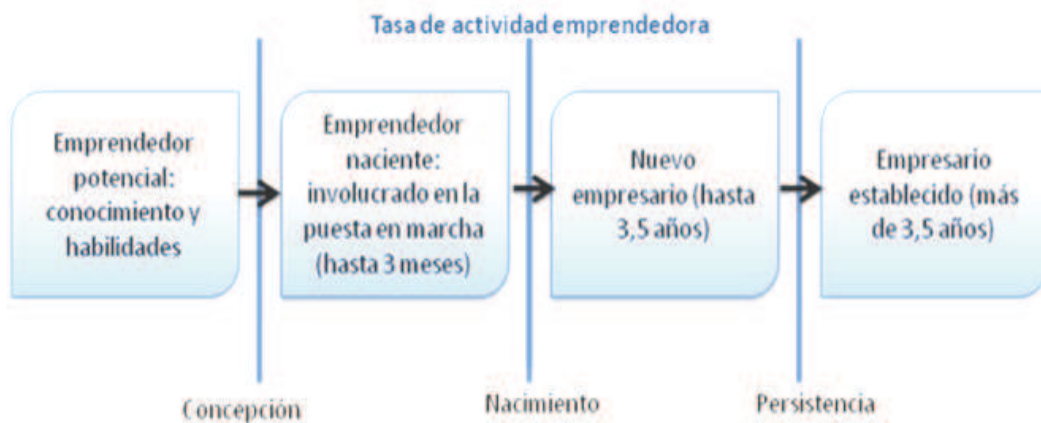 Tasa de actividad emprendedora
Emprendedor
potencial:
conocimiento y
habilidades
Emprendedor
naciente:
involucrado en la
puesta en marcha
(hasta 3 meses)
Nuevo
empresario (hasta
3,5 años)
Empresario
establecido (más
de 3,5 años)
Concepción
Nacimiento
Persistencia